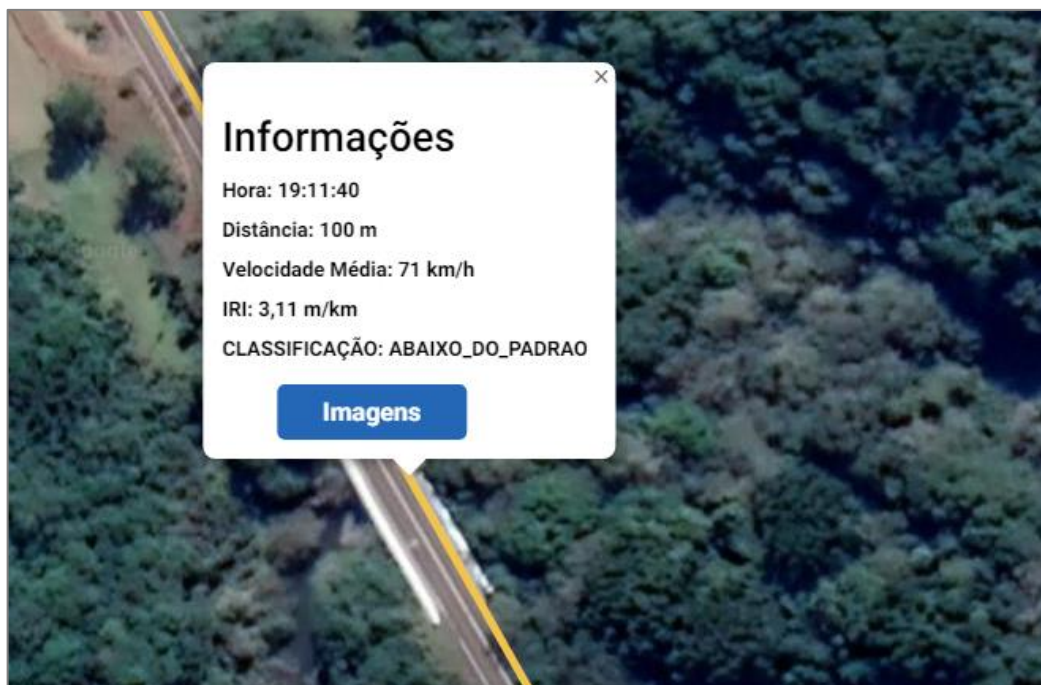 ×
Informações
Hora: 19:11:40
Distância: 100 m
Velocidade Média: 71 km/h
IRI: 3,11 m/km
CLASSIFICAÇÃO: ABAIXO_DO_PADRAO
Imagens